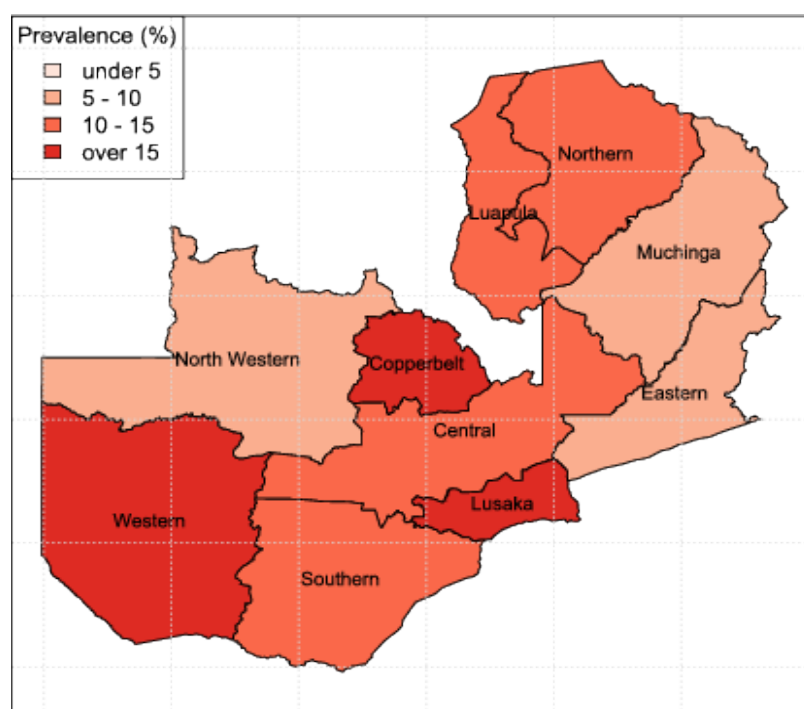 Prevalence (%)
under 5
5 - 10
10 - 15
over 15
Northern
Luapula
Muchinga
North Western
Copperbelt
Eastern
Central
Lusaka
Western
Southern